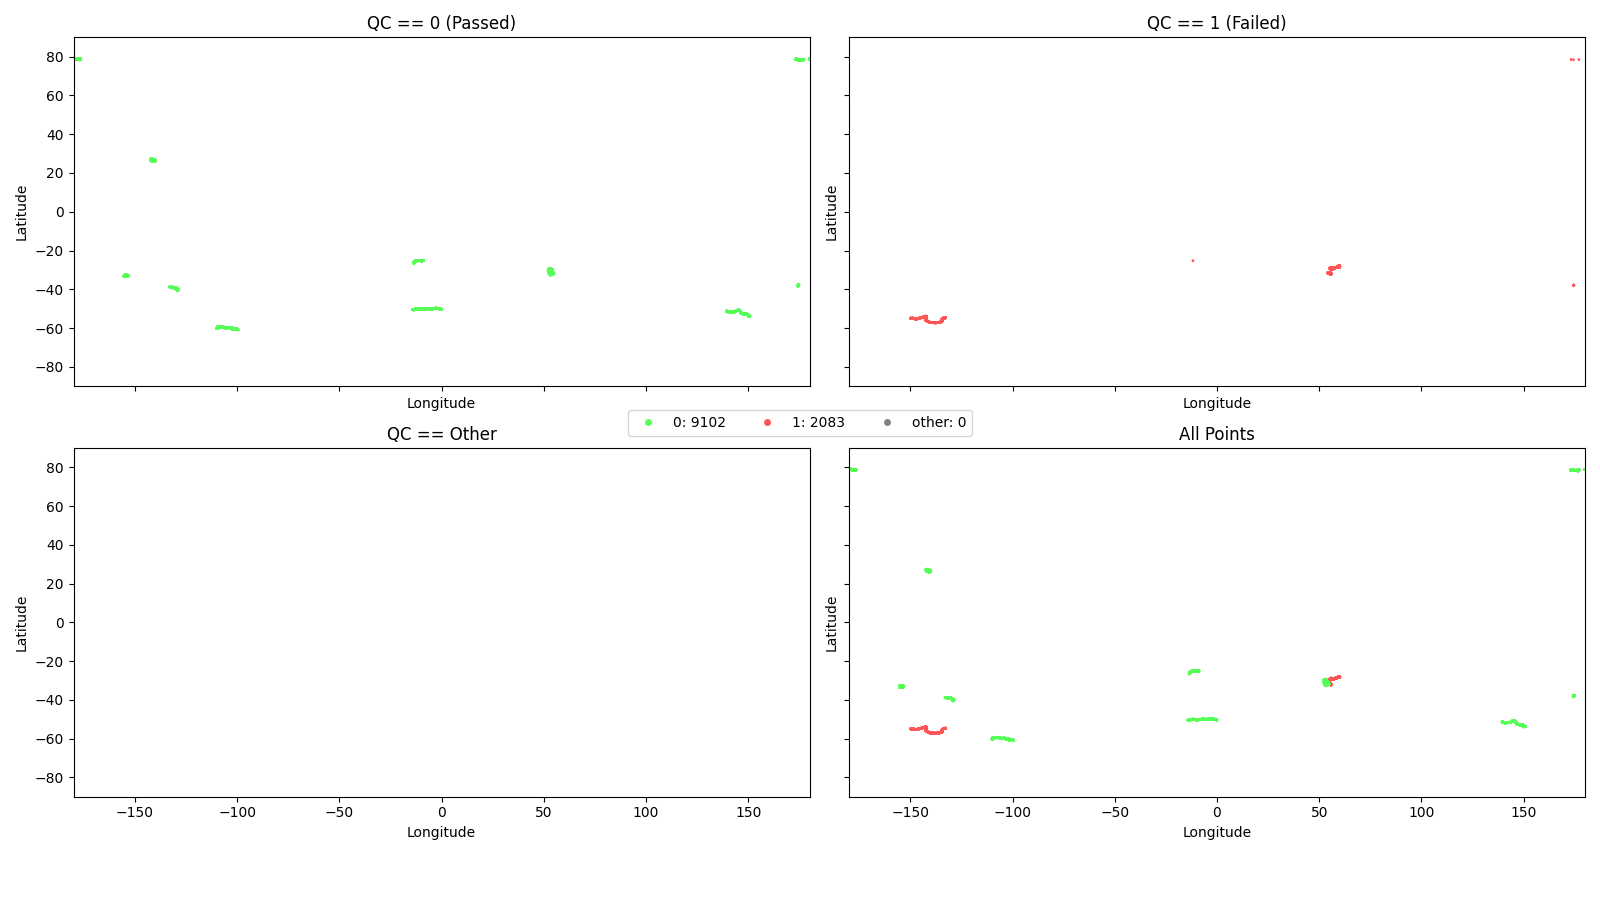 QC == 0 (Passed)
QC == 1 (Failed)
80
60
40
20
0
−20
−40
−60
−80
Latitude
Latitude
Longitude
Longitude
0: 9102
1: 2083
other: 0
QC == Other
All Points
80
60
40
20
0
−20
−40
−60
−80
Latitude
Latitude
−150
−100
−50
0
50
100
150
−150
−100
−50
0
50
100
150
Longitude
Longitude